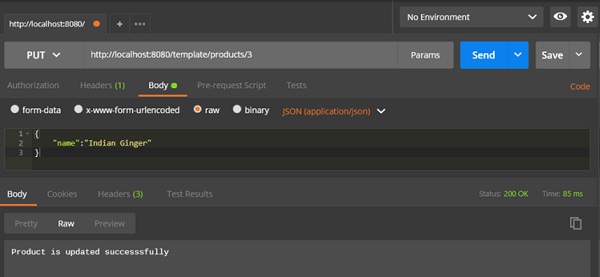 http://localhost:8080/
No Environment
PUT http://localhost:8080/template/products/3 Params Send Save
Authorization Headers (1) Body Pre-request Script Tests Code
form-data x-www-form-urlencoded raw binary JSON (application/json)
1 {
2 "name":"Indian Ginger"
3 }
Body Cookies Headers (3) Test Results Status: 200 OK Time: 85 ms
Pretty Raw Preview
Product is updated successsfully